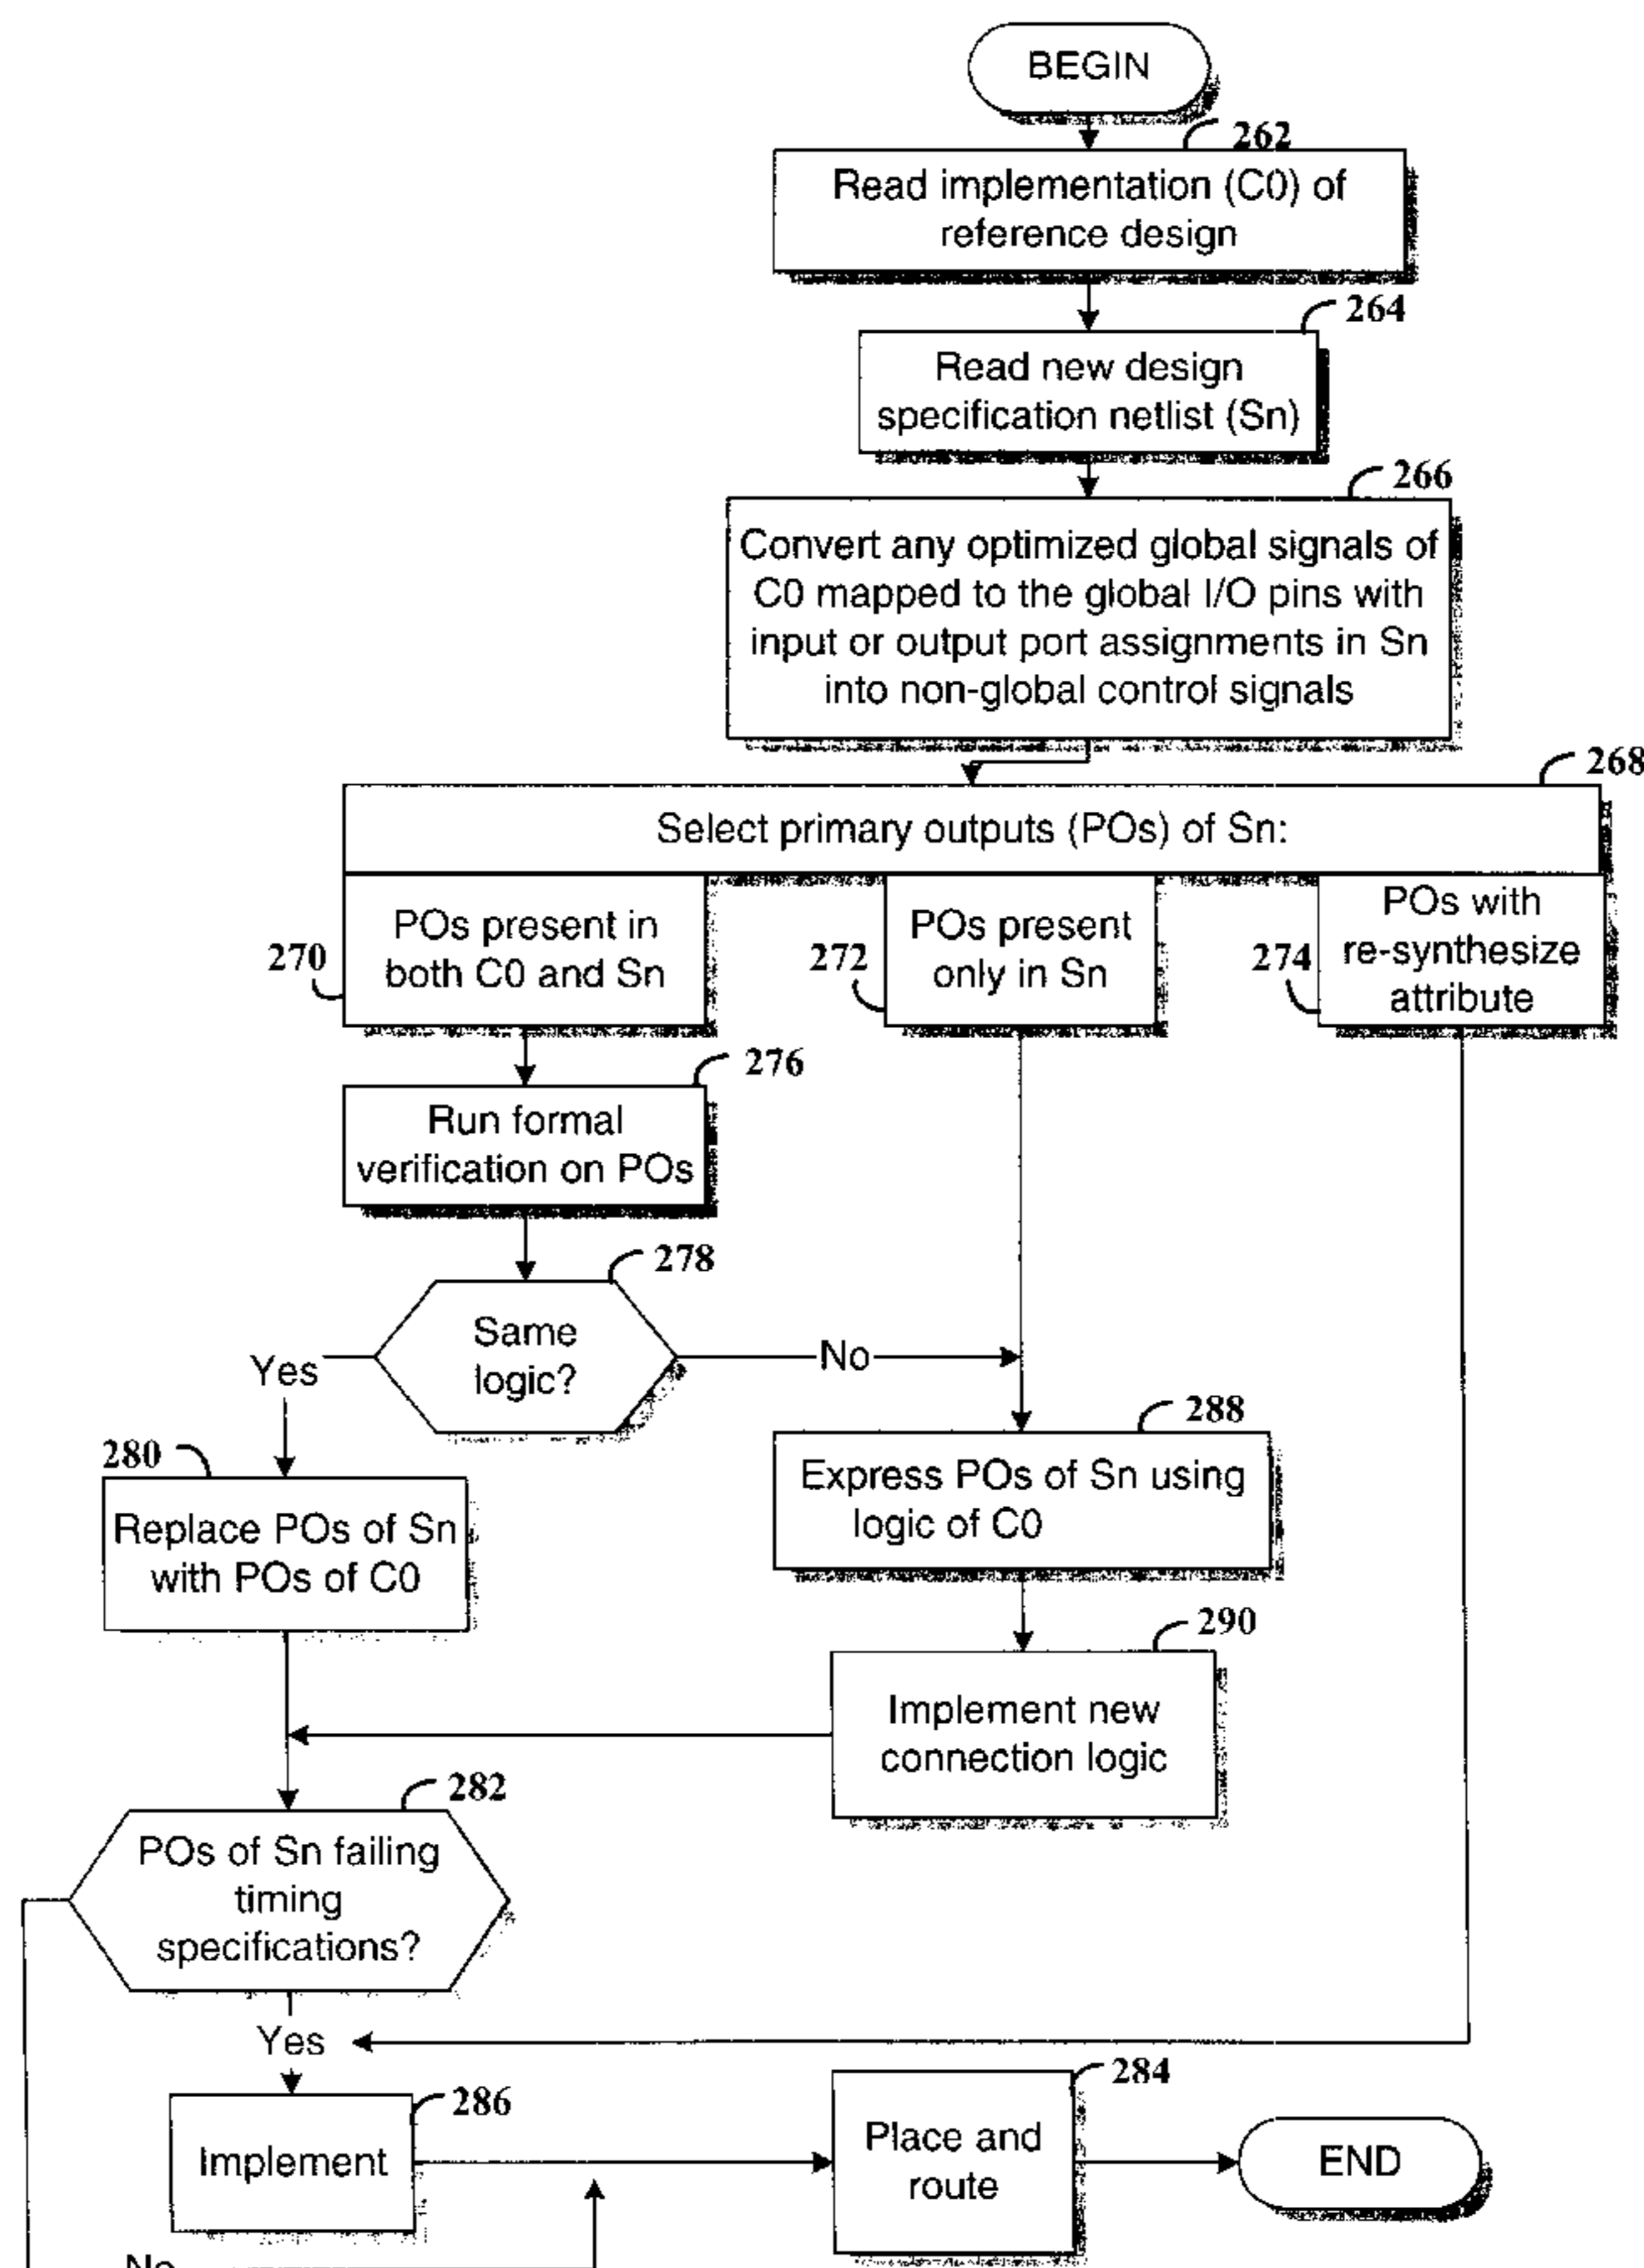 BEGIN
262
Read implementation (C0) of
reference design
264
Read new design
specification netlist (Sn)
266
Convert any optimized global signals of
C0 mapped to the global I/O pins with
input or output port assignments in Sn
into non-global control signals
268
Select primary outputs (POs) of Sn:
270
POs present in
both C0 and Sn
272
POs present
only in Sn
274
POs with
re-synthesize
attribute
276
Run formal
verification on POs
278
Same
logic?
Yes
No
280
Replace POs of Sn
with POs of C0
288
Express POs of Sn using
logic of C0
290
Implement new
connection logic
282
POs of Sn failing
timing
specifications?
Yes
286
Implement
284
Place and
route
END
No